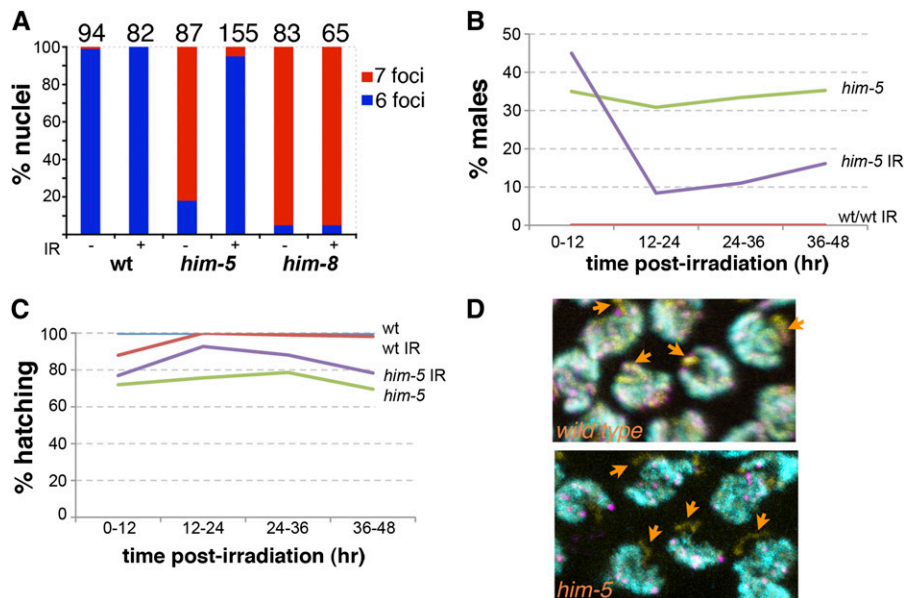 A
94 82 87 155 83 65
100
80
60
40
20
% nuclei
7 foci
6 foci
IR - + - + - +
wt him-5 him-8
B
50
40
30
20
10
0
% males
him-5
him-5 IR
wt/wt IR
0-12 12-24 24-36 36-48
time post-irradiation (hr)
C
100
80
60
40
20
0
% hatching
wt
wt IR
him-5 IR
him-5
0-12 12-24 24-36 36-48
time post-irradiation (hr)
D
wild type
him-5